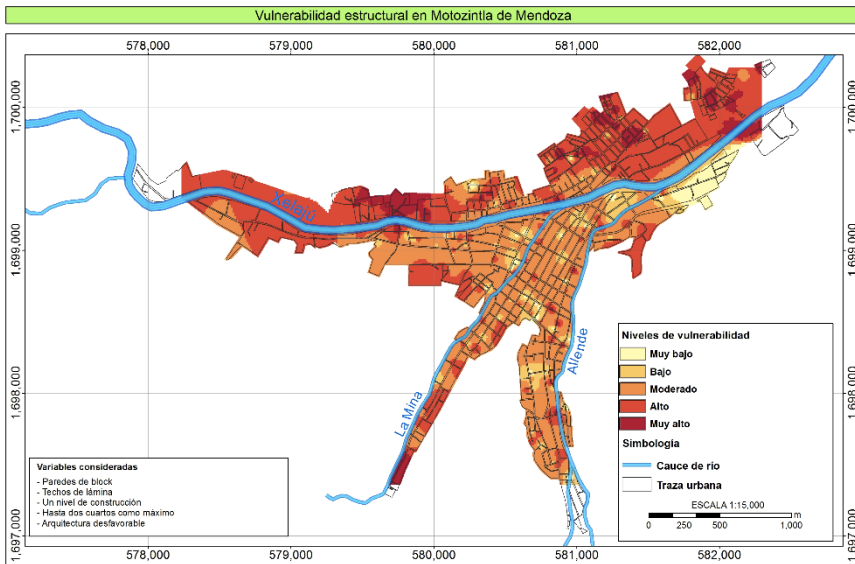 Vulnerabilidad estructural en Motozintla de Mendoza
578,000 579,000 580,000 581,000 582,000
1,700,000
1,700,000
Xelajú
1,699,000
1,699,000
Niveles de vulnerabilidad
Muy bajo
Bajo
Moderado
Alto
Muy alto
Allende
1,698,000
1,698,000
La Mina
Simbología
Cauce de río
Traza urbana
Variables consideradas
- Paredes de block
- Techos de lámina
- Un nivel de construcción
- Hasta dos cuartos como máximo
- Arquitectura desfavorable
ESCALA 1:15,000
0 250 500 1,000
m
1,697,000
1,697,000
578,000 579,000 580,000 581,000 582,000